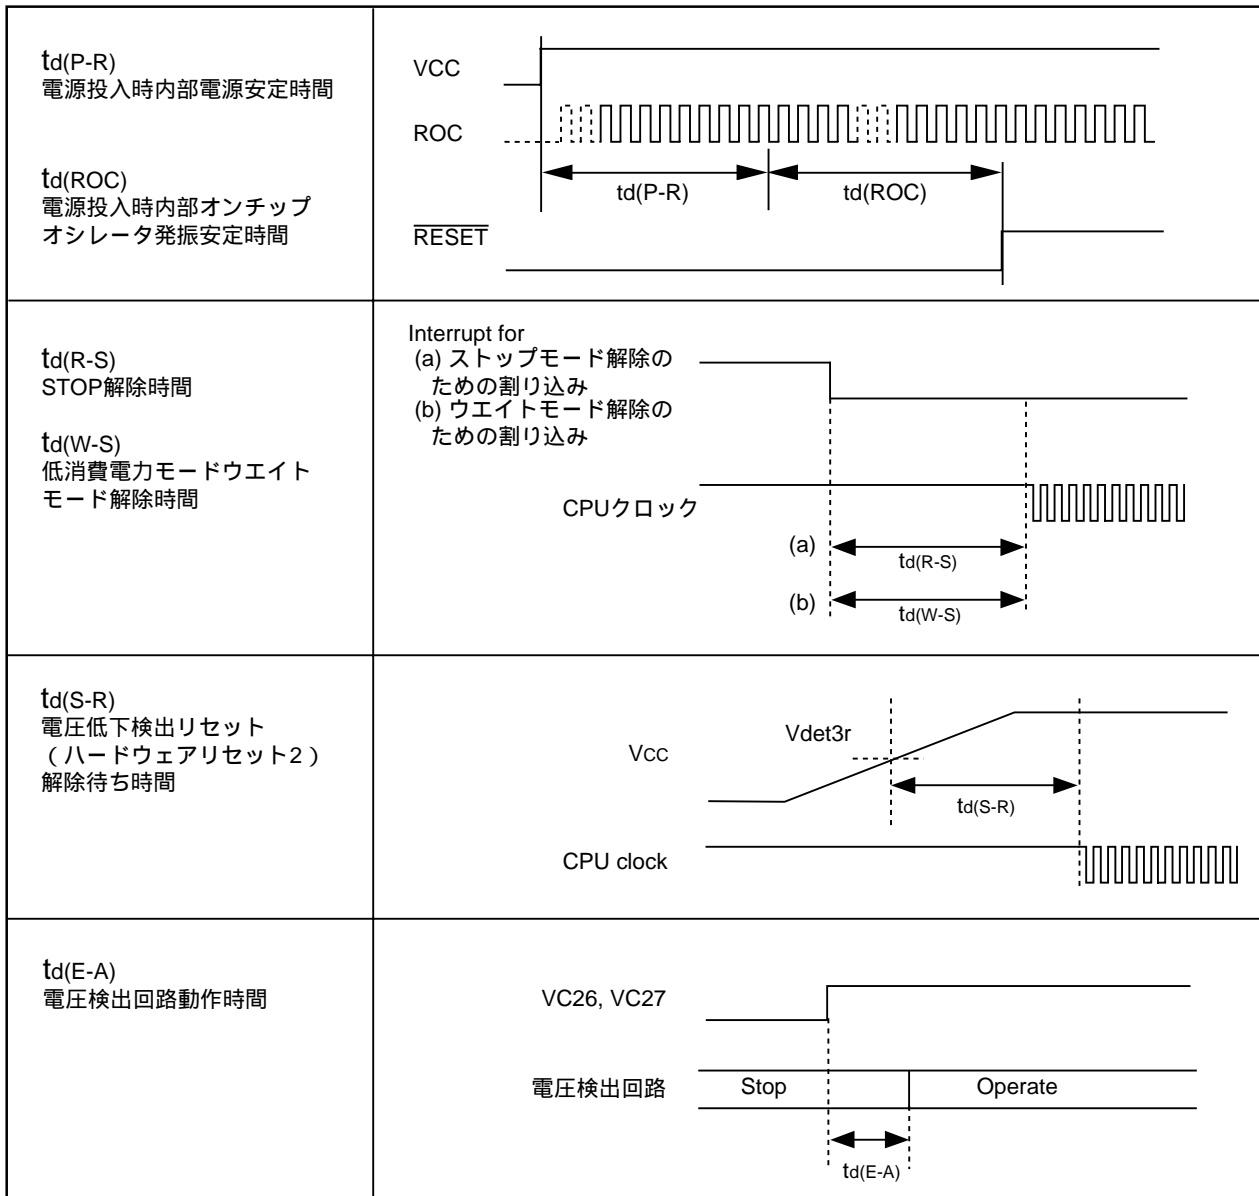 td(P-R)
電源投入時内部電源安定時間
td(ROC)
電源投入時内部オンチップ
オシレータ発振安定時間
VCC
ROC
td(P-R)
td(ROC)
RESET
td(R-S)
STOP解除時間
td(W-S)
低消費電力モードウエイト
モード解除時間
Interrupt for
(a) ストップモード解除の
ための割り込み
(b) ウエイトモード解除の
ための割り込み
CPUクロック
(a)
td(R-S)
(b)
td(W-S)
td(S-R)
電圧低下検出リセット
（ハードウェアリセット2）
解除待ち時間
Vdet3r
VCC
td(S-R)
CPU clock
td(E-A)
電圧検出回路動作時間
VC26, VC27
電圧検出回路
Stop
Operate
td(E-A)